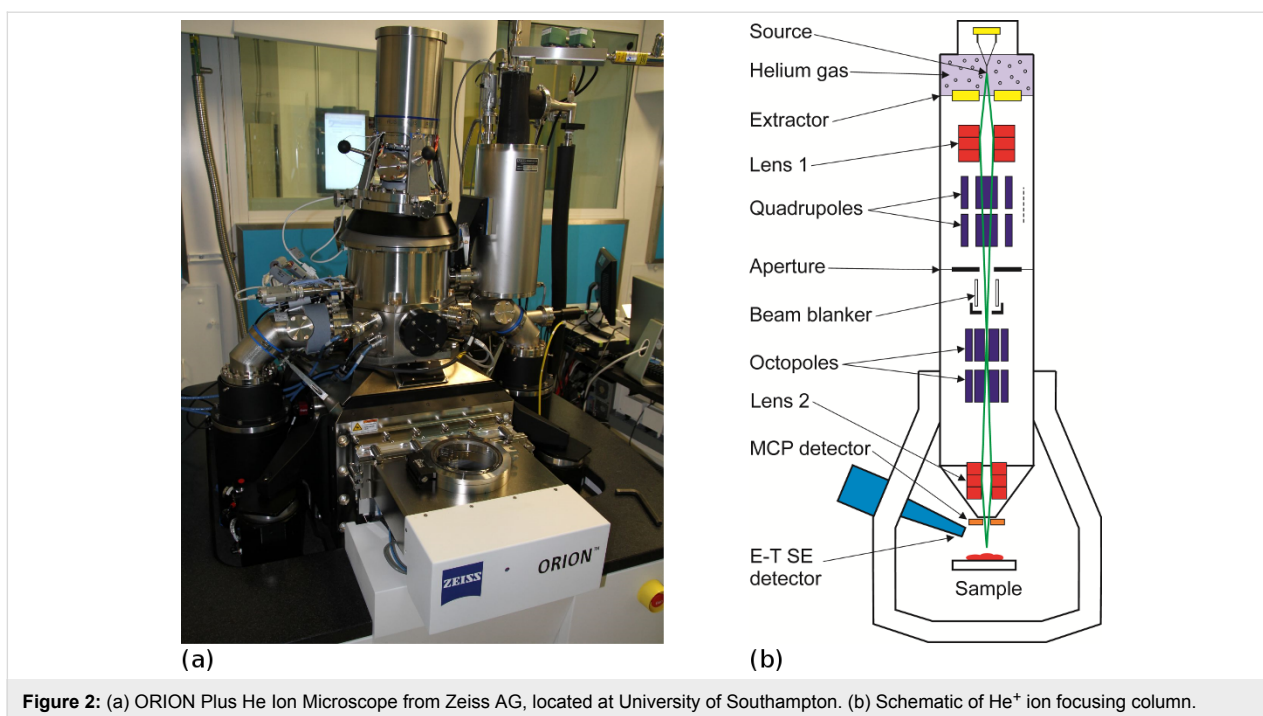 ZEISS
ORION™
(a)
Source
Helium gas
Extractor
Lens 1
Quadrupoles
Aperture
Beam blanker
Octopoles
Lens 2
MCP detector
E-T SE
detector
Sample
(b)
Figure 2: (a) ORION Plus He Ion Microscope from Zeiss AG, located at University of Southampton. (b) Schematic of He⁺ ion focusing column.